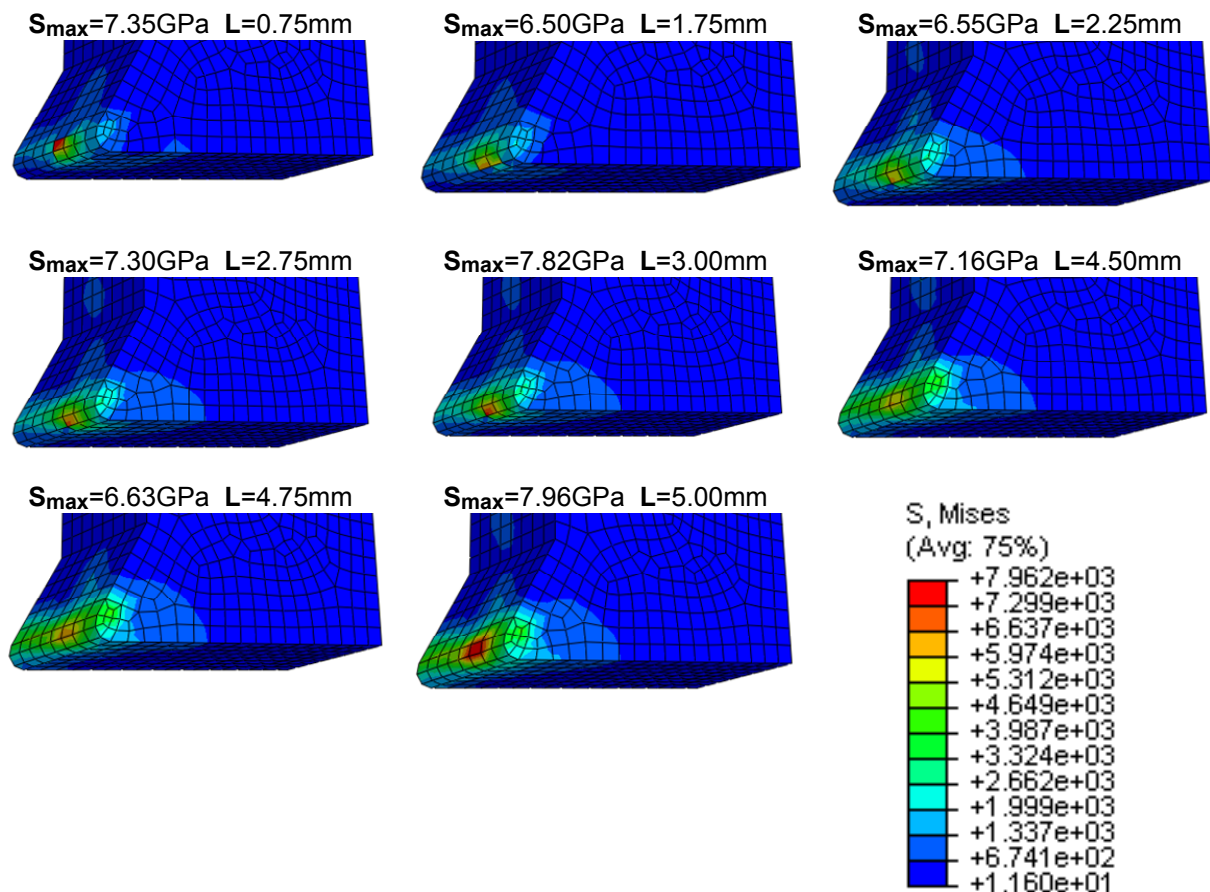 Smax=7.35GPa L=0.75mm
Smax=6.50GPa L=1.75mm
Smax=6.55GPa L=2.25mm
Smax=7.30GPa L=2.75mm
Smax=7.82GPa L=3.00mm
Smax=7.16GPa L=4.50mm
Smax=6.63GPa L=4.75mm
Smax=7.96GPa L=5.00mm
S, Mises
(Avg: 75%)
+7.962e+03
+7.299e+03
+6.637e+03
+5.974e+03
+5.312e+03
+4.649e+03
+3.987e+03
+3.324e+03
+2.662e+03
+1.999e+03
+1.337e+03
+6.741e+02
+1.160e+01